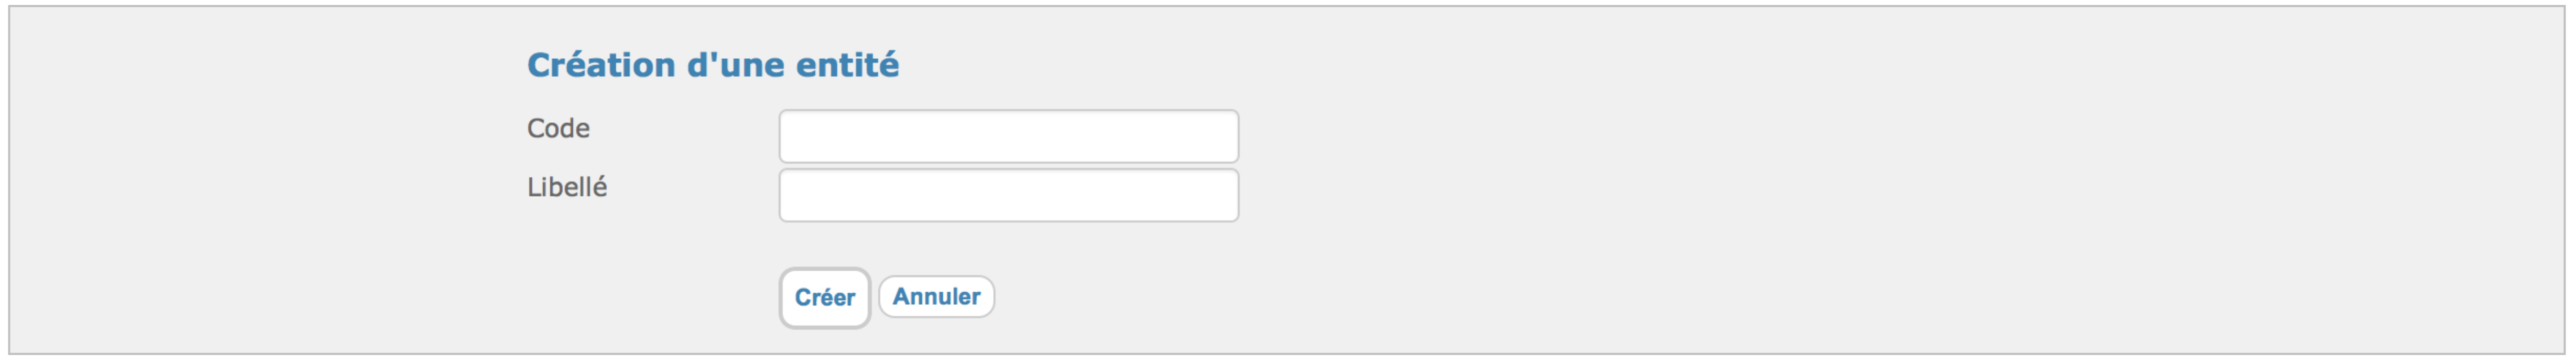 Création d'une entité
Code
Libellé
Créer Annuler